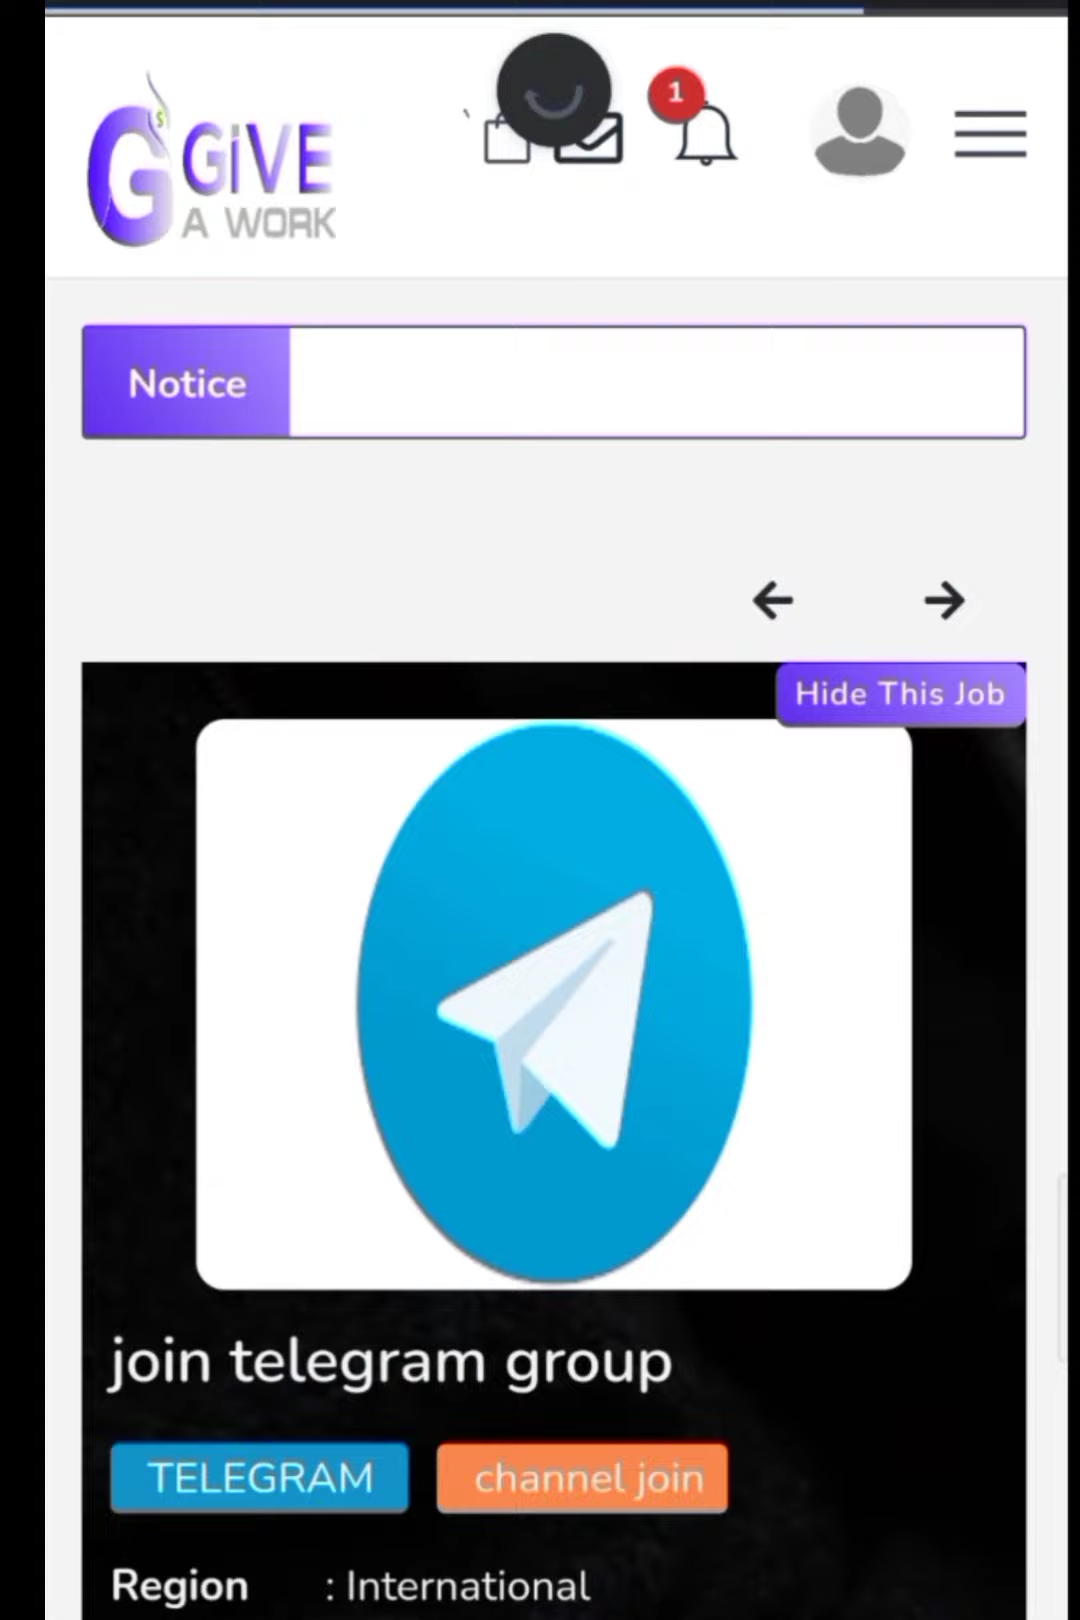 GiVE
A WORK
1
Notice
Hide This Job
join telegram group
TELEGRAM
channel join
Region : International